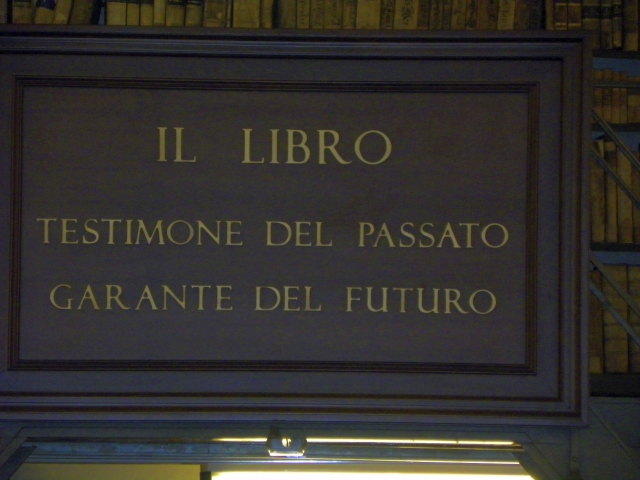 IL LIBRO
TESTIMONE DEL PASSATO
GARANTE DEL FUTURO